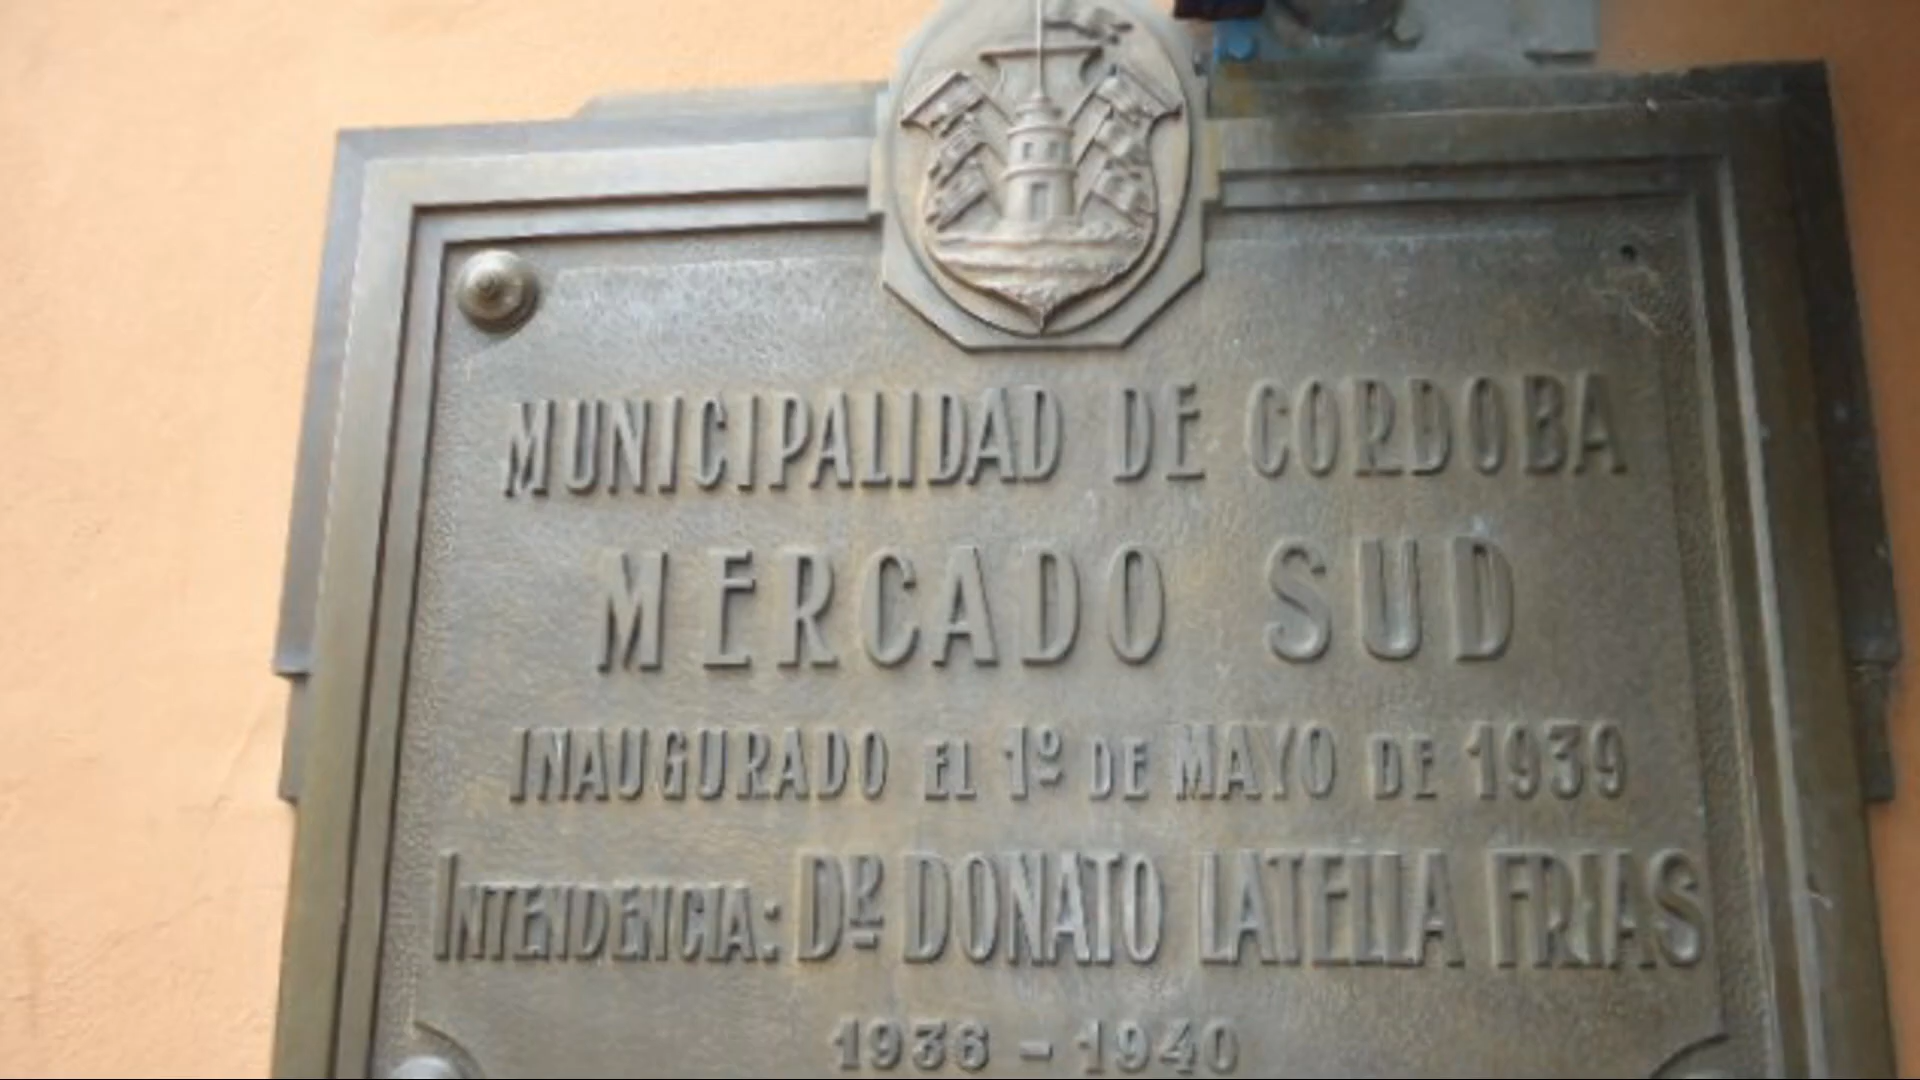 MUNICIPALIDAD DE CORDOBA
MERCADO SUD
INAUGURADO EL 1º DE MAYO DE 1939
INTENDENCIA: DR DONATO LATELLA FRIAS
1936 - 1940